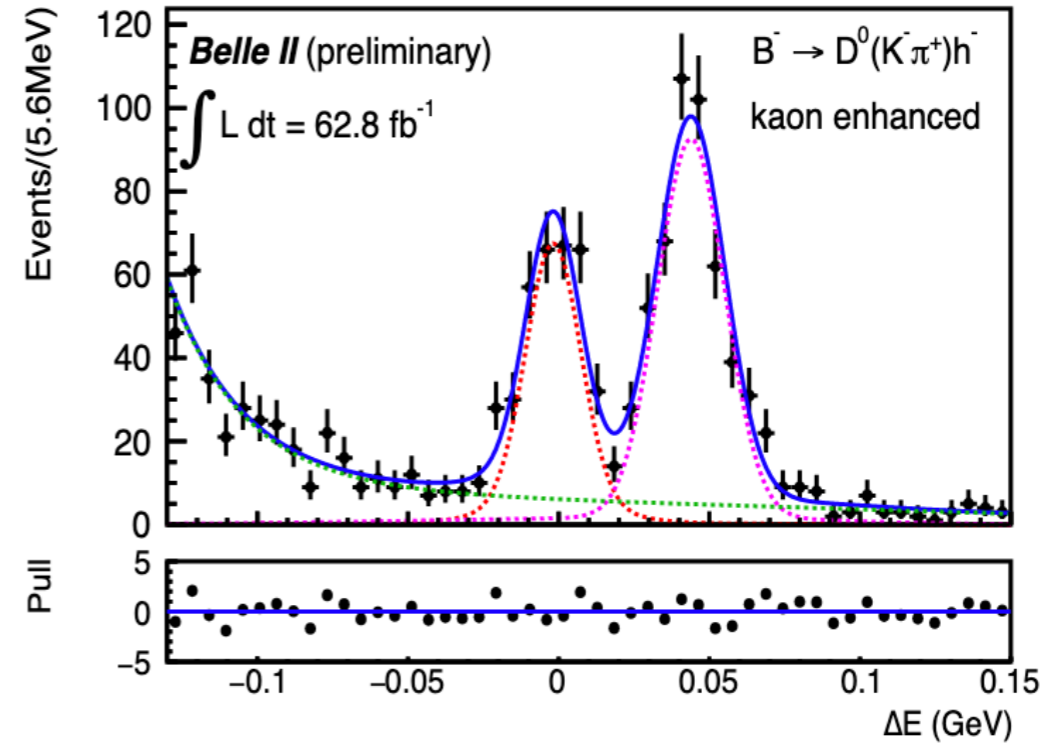 Events/(5.6MeV)
120
100
80
60
40
20
0
Belle II (preliminary)
∫ L dt = 62.8 fb⁻¹
B⁻ → D⁰(K⁻π⁺)h⁻
kaon enhanced
Pull
5
0
−5
−0.1 −0.05 0 0.05 0.1 0.15
ΔE (GeV)